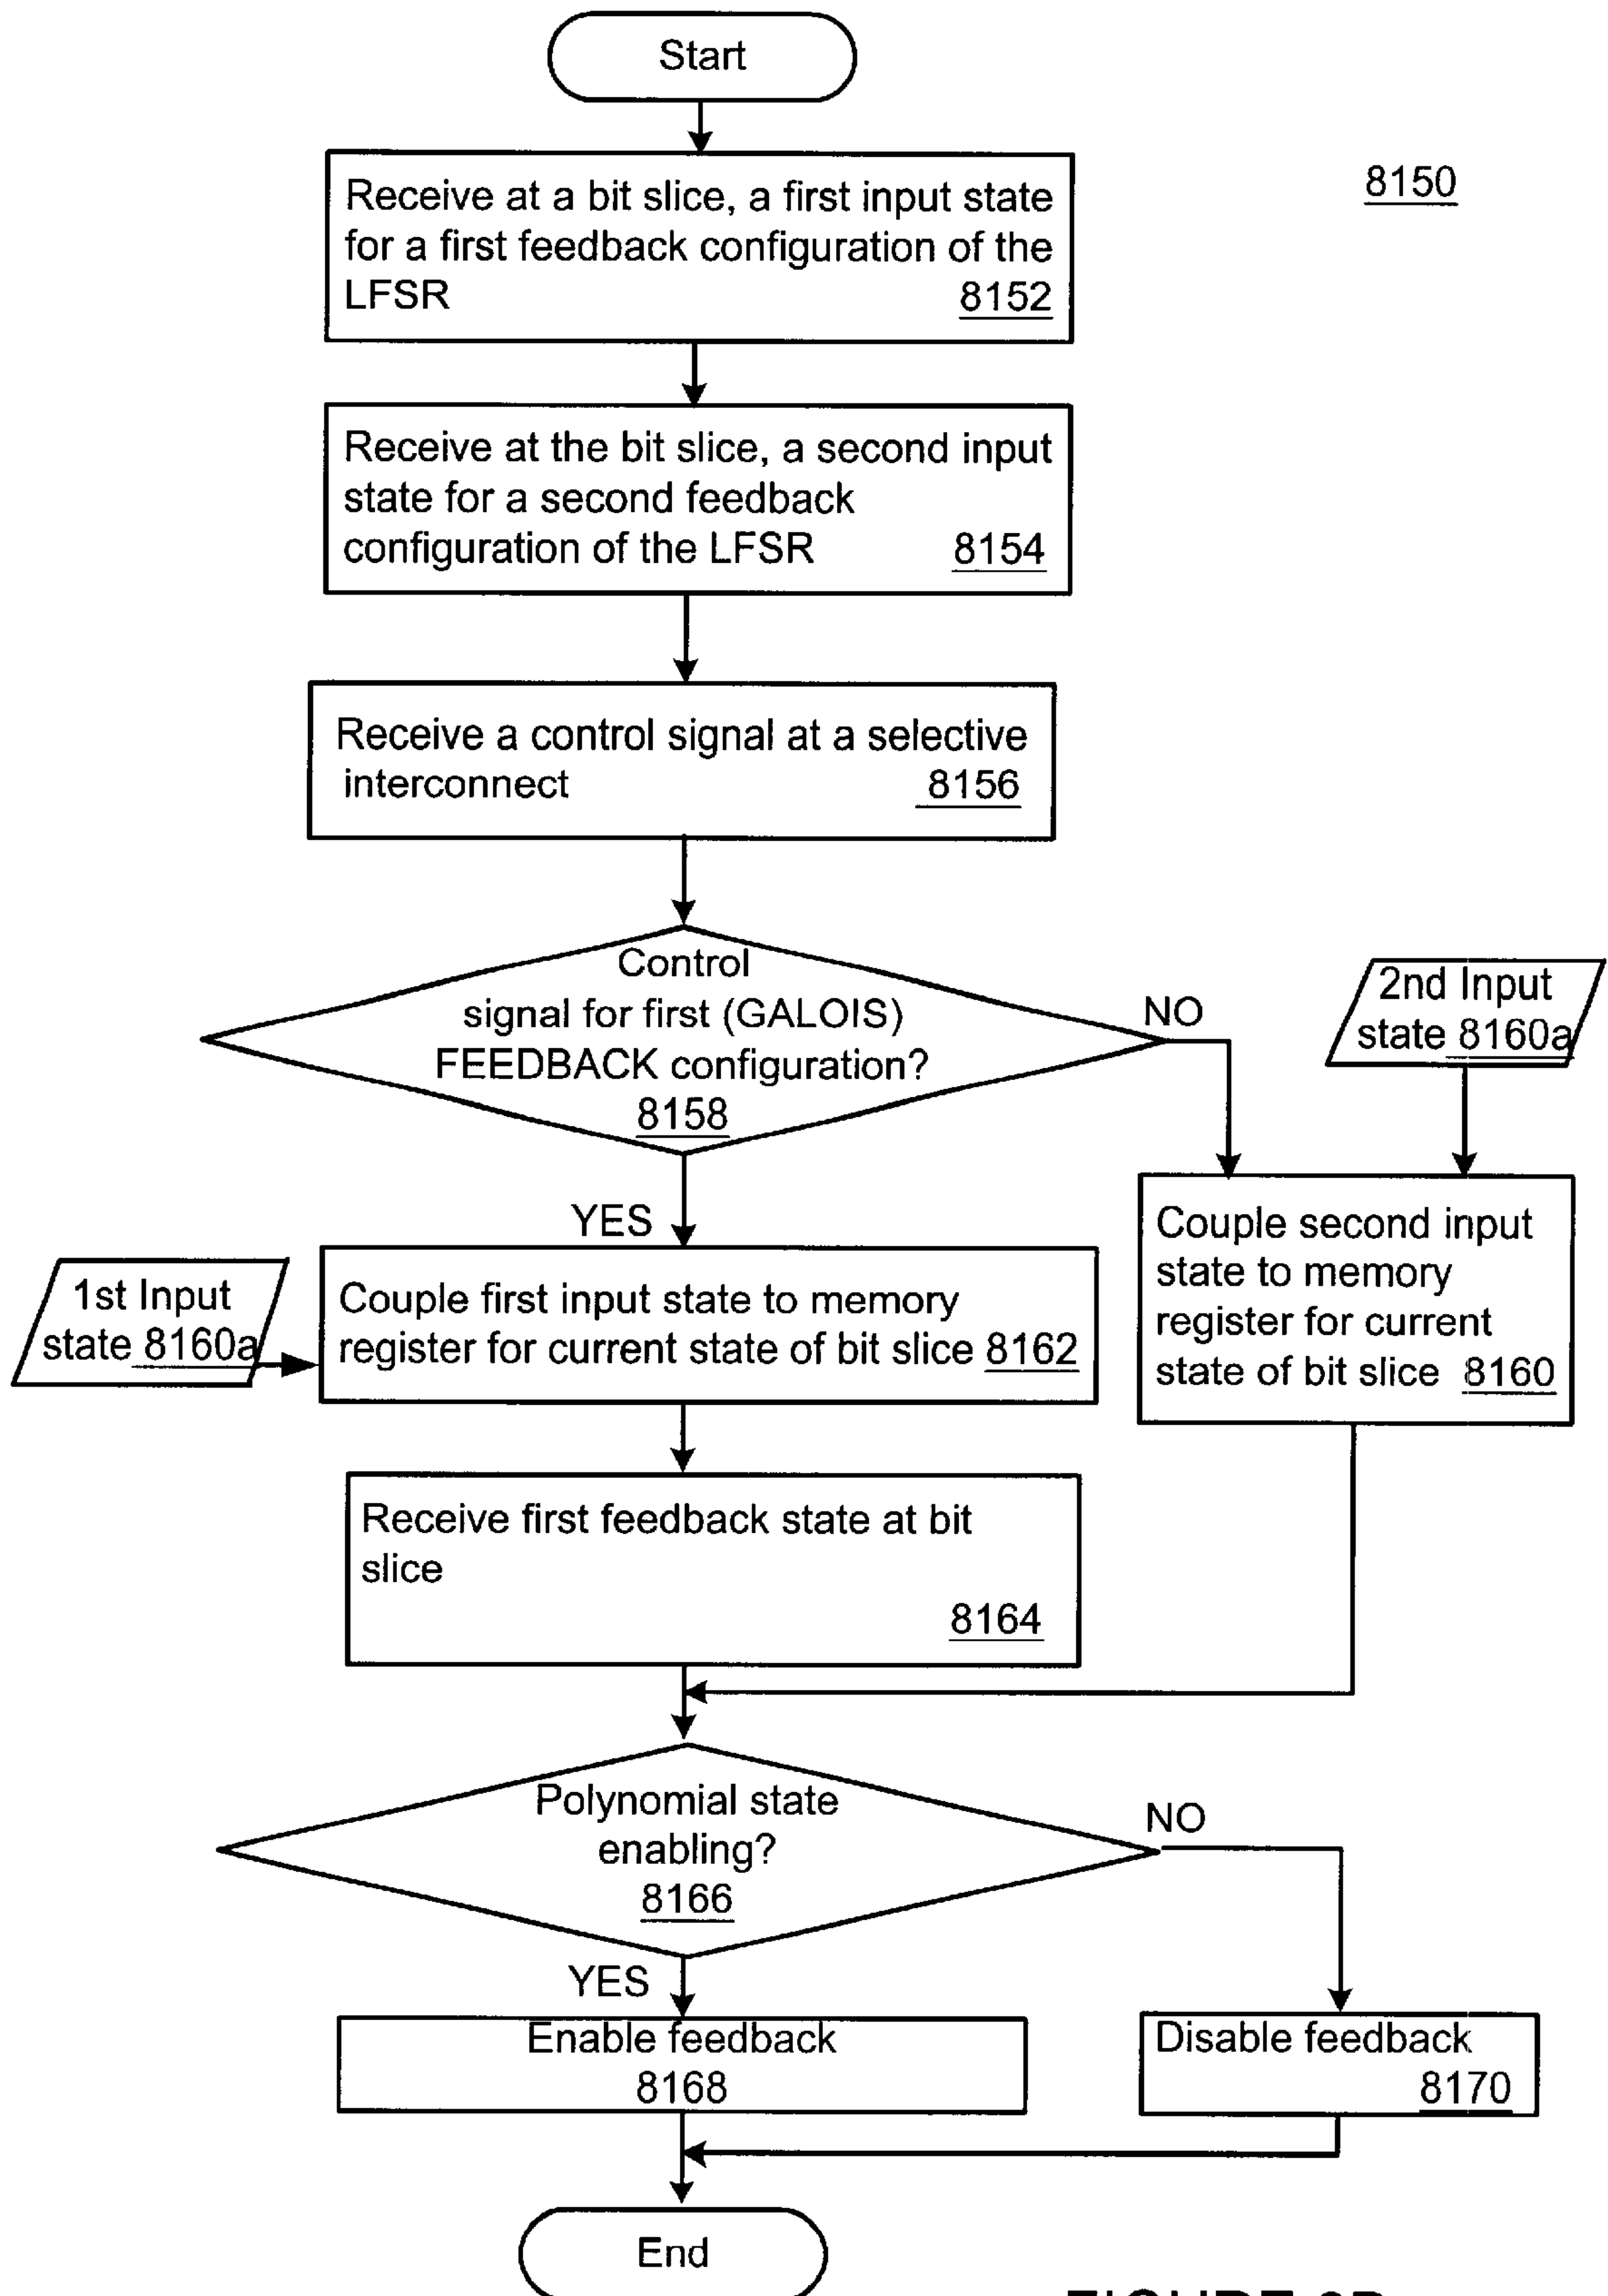 Start
8150
Receive at a bit slice, a first input state
for a first feedback configuration of the
LFSR 8152
Receive at the bit slice, a second input
state for a second feedback
configuration of the LFSR 8154
Receive a control signal at a selective
interconnect 8156
Control
signal for first (GALOIS)
FEEDBACK configuration?
8158
NO
2nd Input
state 8160a
YES
Couple second input
state to memory
register for current
state of bit slice 8160
1st Input
state 8160a
Couple first input state to memory
register for current state of bit slice 8162
Receive first feedback state at bit
slice
8164
Polynomial state
enabling?
8166
NO
YES
Enable feedback
8168
Disable feedback
8170
End